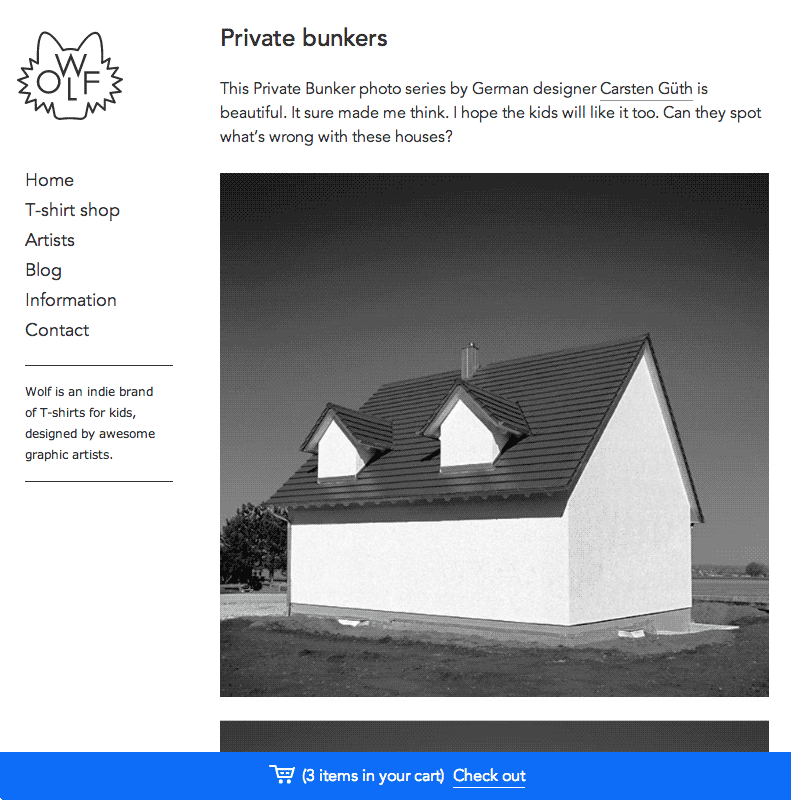 WOLF
Home
T-shirt shop
Artists
Blog
Information
Contact
Wolf is an indie brand
of T-shirts for kids,
designed by awesome
graphic artists.
Private bunkers
This Private Bunker photo series by German designer Carsten Güth is
beautiful. It sure made me think. I hope the kids will like it too. Can they spot
what’s wrong with these houses?
(3 items in your cart) Check out